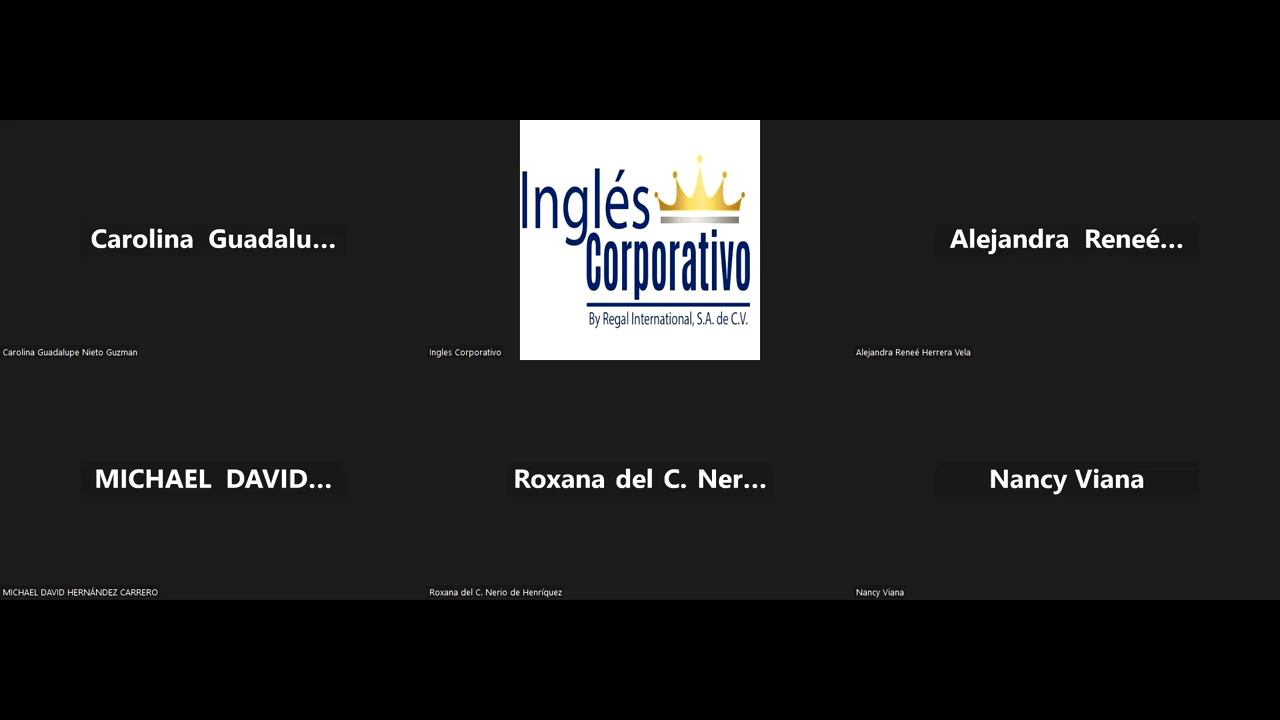 Carolina Guadalu...
Carolina Guadalupe Nieto Guzman
Inglés
Corporativo
By Regal International, S.A. de C.V.
Ingles Corporativo
Alejandra Reneé...
Alejandra Reneé Herrera Vela
MICHAEL DAVID...
MICHAEL DAVID HERNÁNDEZ CARRERO
Roxana del C. Ner...
Roxana del C. Nerio de Henríquez
Nancy Viana
Nancy Viana